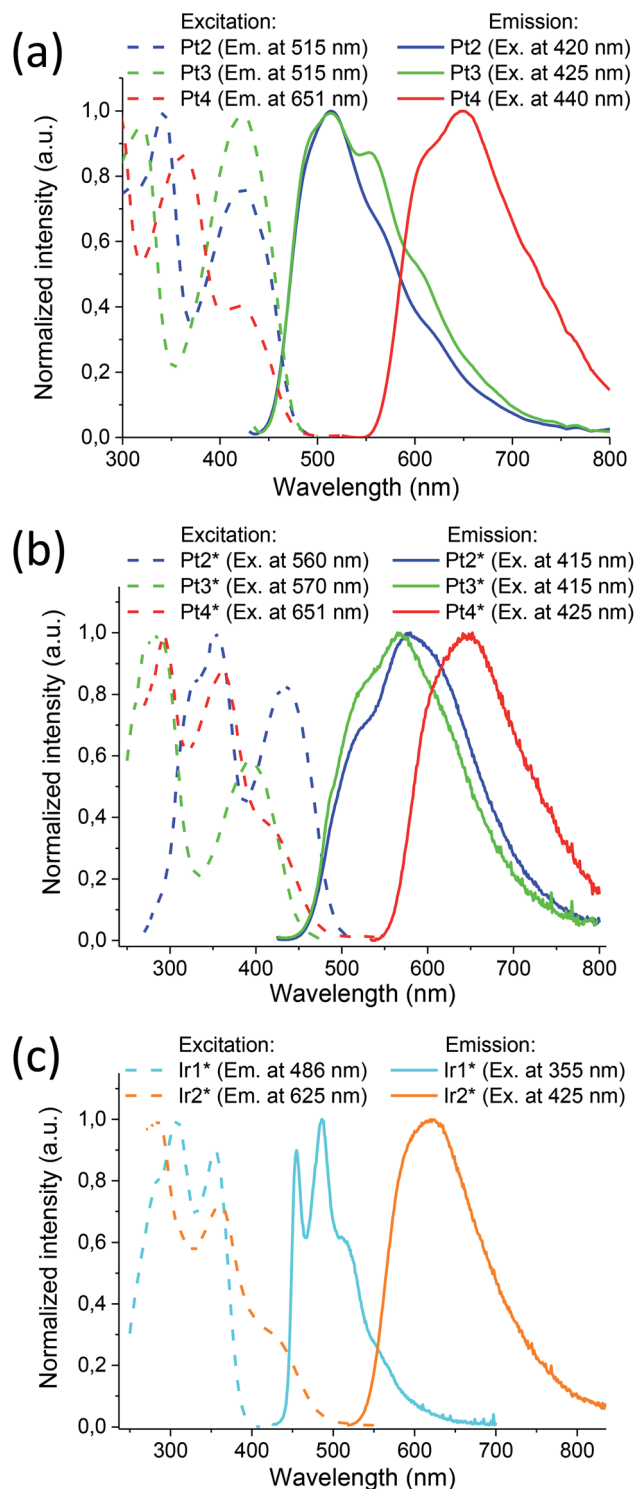 (a)
Excitation: Emission:
Pt2 (Em. at 515 nm) Pt2 (Ex. at 420 nm)
Pt3 (Em. at 515 nm) Pt3 (Ex. at 425 nm)
Pt4 (Em. at 651 nm) Pt4 (Ex. at 440 nm)
Normalized intensity (a.u.)
1,0
0,8
0,6
0,4
0,2
0,0
300 400 500 600 700 800
Wavelength (nm)
(b)
Excitation: Emission:
Pt2* (Ex. at 560 nm) Pt2* (Ex. at 415 nm)
Pt3* (Ex. at 570 nm) Pt3* (Ex. at 415 nm)
Pt4* (Ex. at 651 nm) Pt4* (Ex. at 425 nm)
Normalized intensity (a.u.)
1,0
0,8
0,6
0,4
0,2
0,0
300 400 500 600 700 800
Wavelength (nm)
(c)
Excitation: Emission:
Ir1* (Em. at 486 nm) Ir1* (Ex. at 355 nm)
Ir2* (Em. at 625 nm) Ir2* (Ex. at 425 nm)
Normalized intensity (a.u.)
1,0
0,8
0,6
0,4
0,2
0,0
300 400 500 600 700 800
Wavelength (nm)